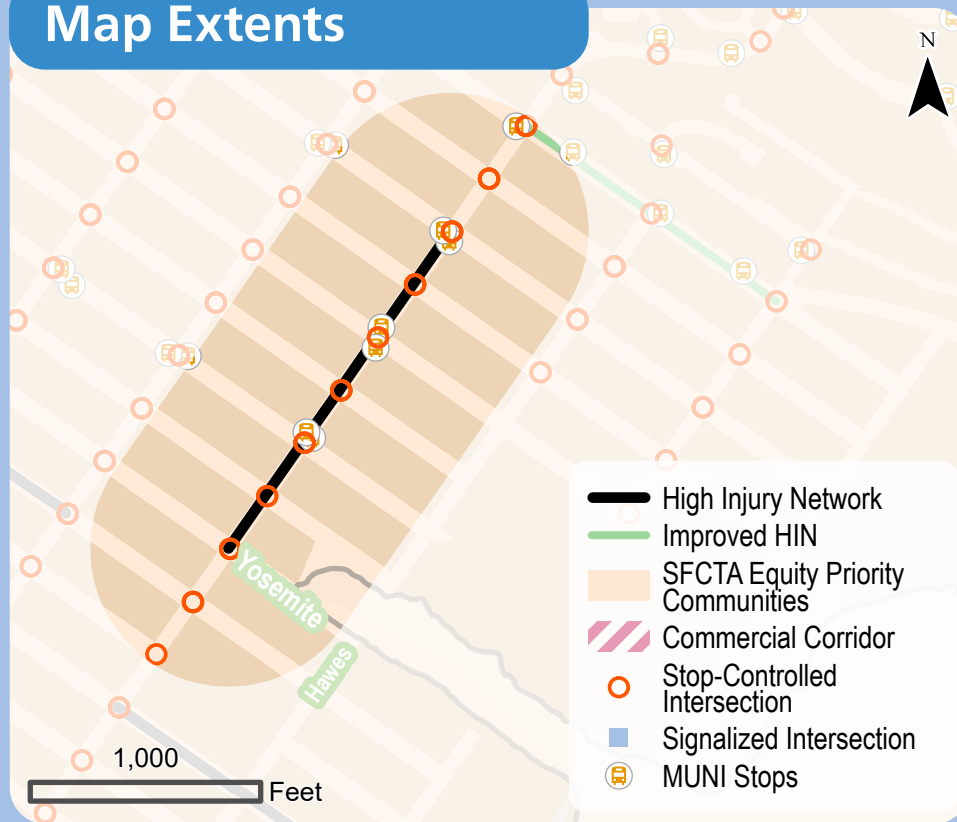 Map Extents
N
Yosemite
Hawes
1,000
Feet
High Injury Network
Improved HIN
SFCTA Equity Priority
Communities
Commercial Corridor
Stop-Controlled
Intersection
Signalized Intersection
MUNI Stops